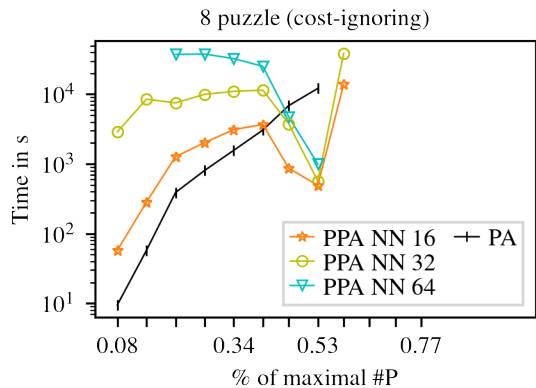 8 puzzle (cost-ignoring)
Time in s
10^4
10^3
10^2
10^1
PPA NN 16
PA
PPA NN 32
PPA NN 64
0.08 0.34 0.53 0.77
% of maximal #P